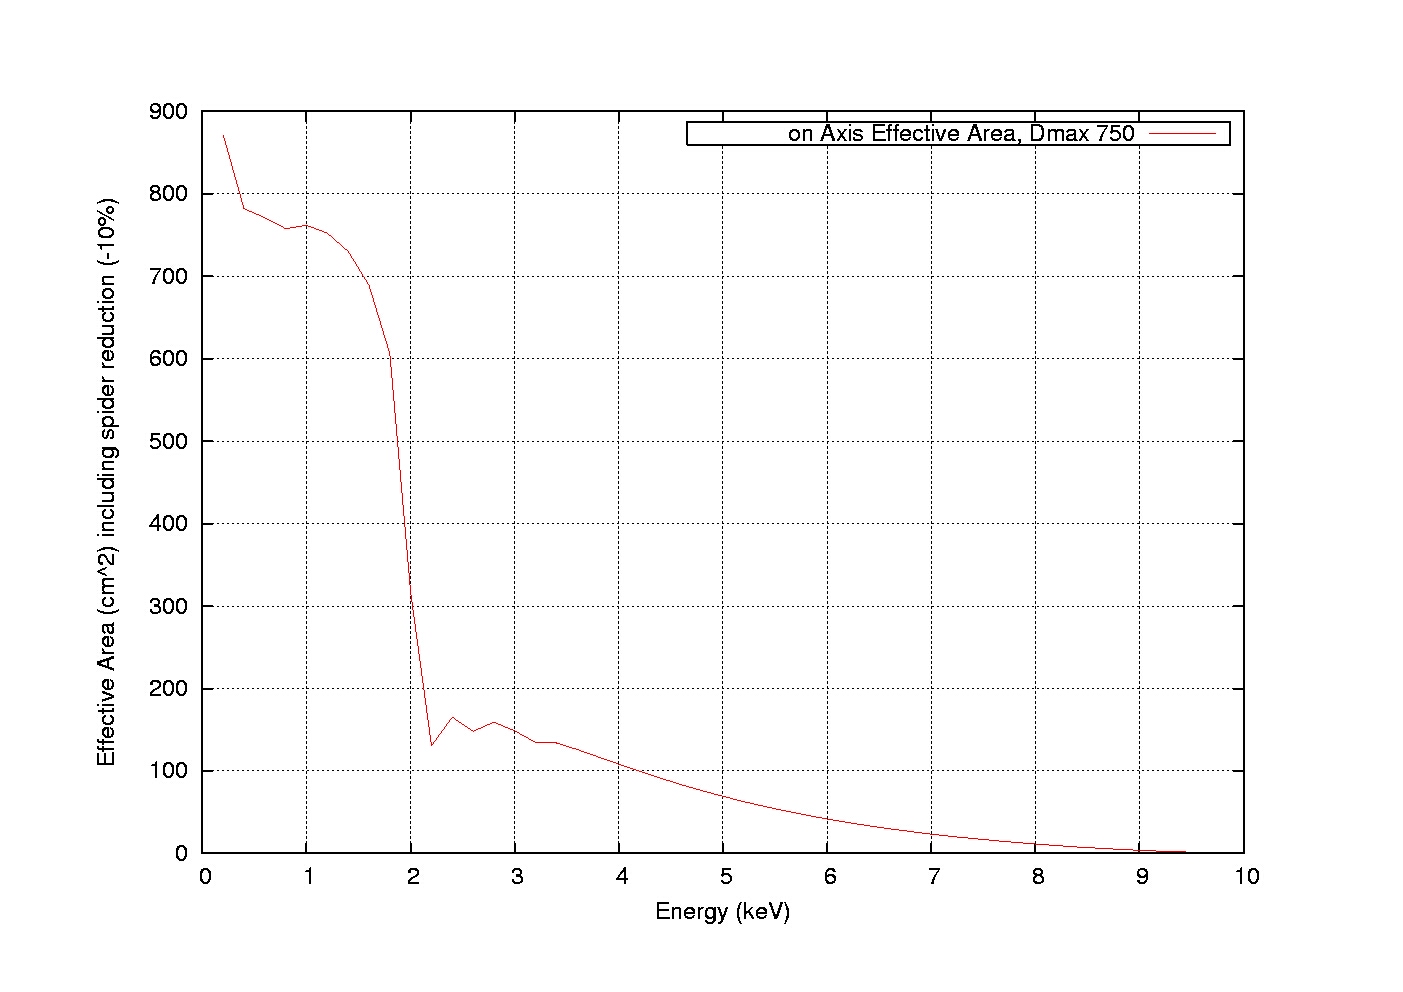 900
on Axis Effective Area, Dmax 750
800
700
600
500
400
300
200
100
0
Effective Area (cm^2) including spider reduction (-10%)
0 1 2 3 4 5 6 7 8 9 10
Energy (keV)